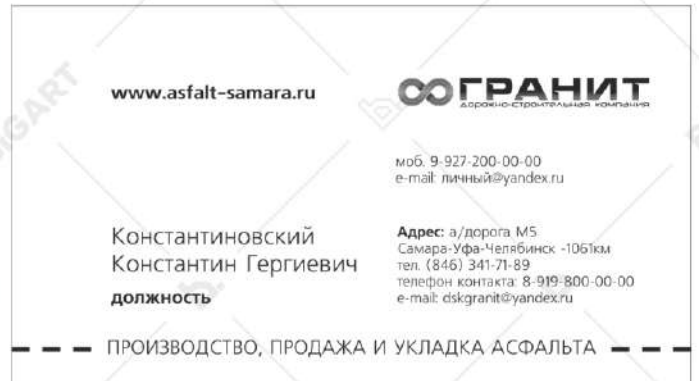 www.asfalt-samara.ru
ГРАНИТ
дорожно-строительная компания
моб. 9-927-200-00-00
e-mail: личный@yandex.ru
Константиновский
Константин Гергиевич
должность
Адрес: а/дорога М5
Самара-Уфа-Челябинск -1061км
тел. (846) 341-71-89
телефон контакта: 8-919-800-00-00
e-mail: dskgranit@yandex.ru
ПРОИЗВОДСТВО, ПРОДАЖА И УКЛАДКА АСФАЛЬТА